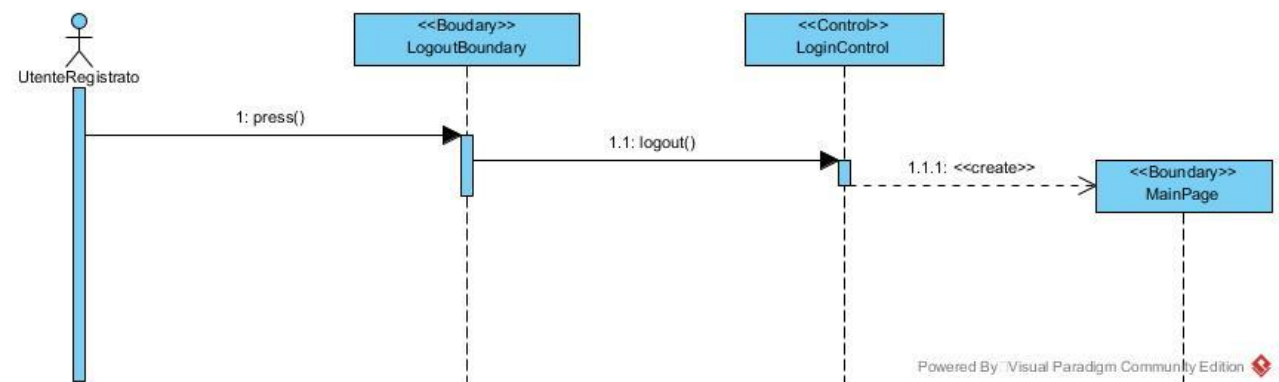 <<Boudary>>
LogoutBoundary
<<Control>>
LoginControl
UtenteRegistrato
1: press()
1.1: logout()
1.1.1: <<create>>
<<Boundary>>
MainPage
Powered By Visual Paradigm Community Edition